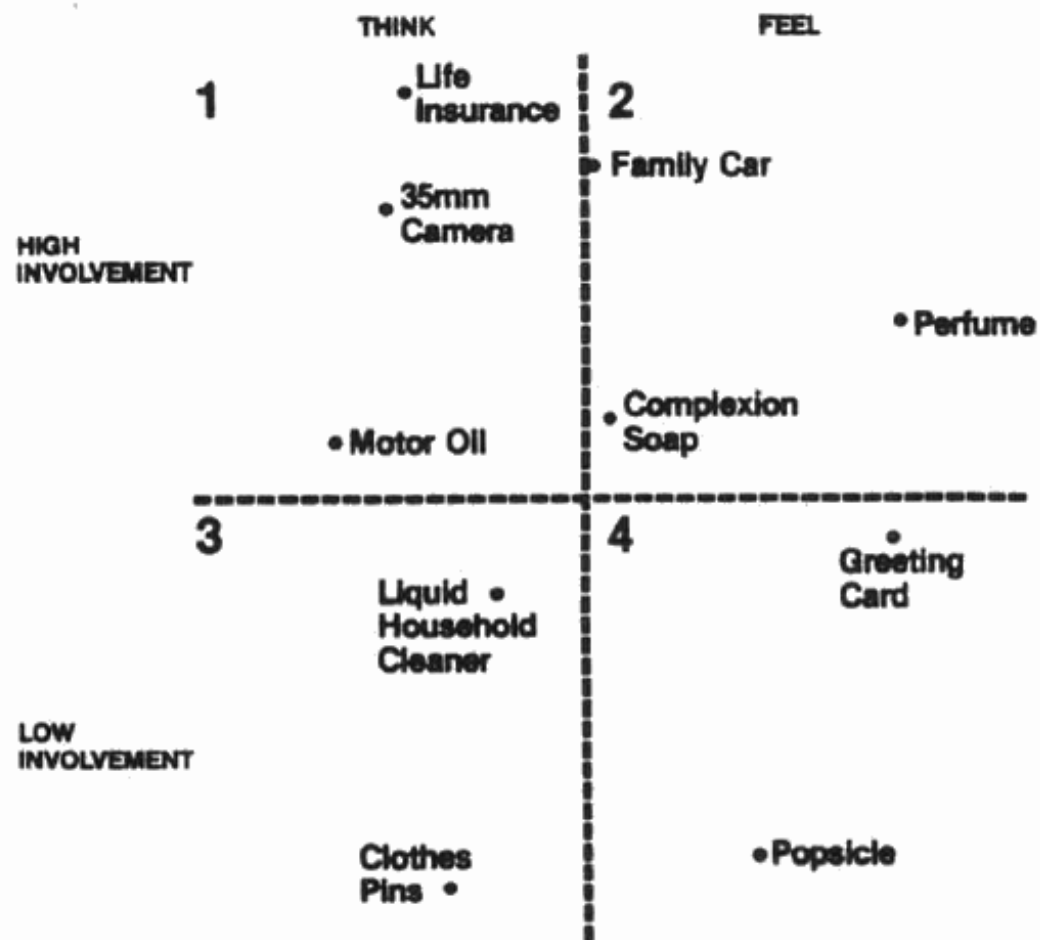 THINK
FEEL
1
Life
Insurance
2
Family Car
35mm
Camera
HIGH
INVOLVEMENT
Perfume
Complexion
Soap
Motor Oil
3
4
Greeting
Card
Liquid
Household
Cleaner
LOW
INVOLVEMENT
Clothes
Pins
Popsicle